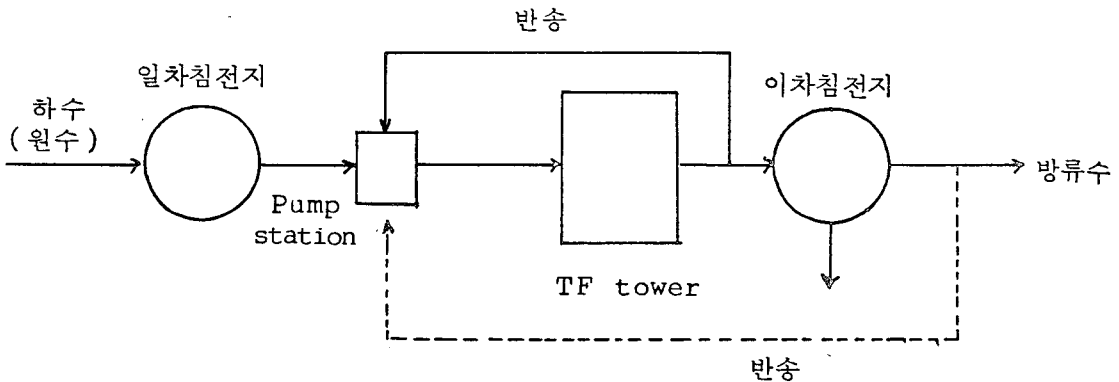 반송
일차침전지
이차침전지
하수
(원수)
방류수
Pump
station
TF tower
반송